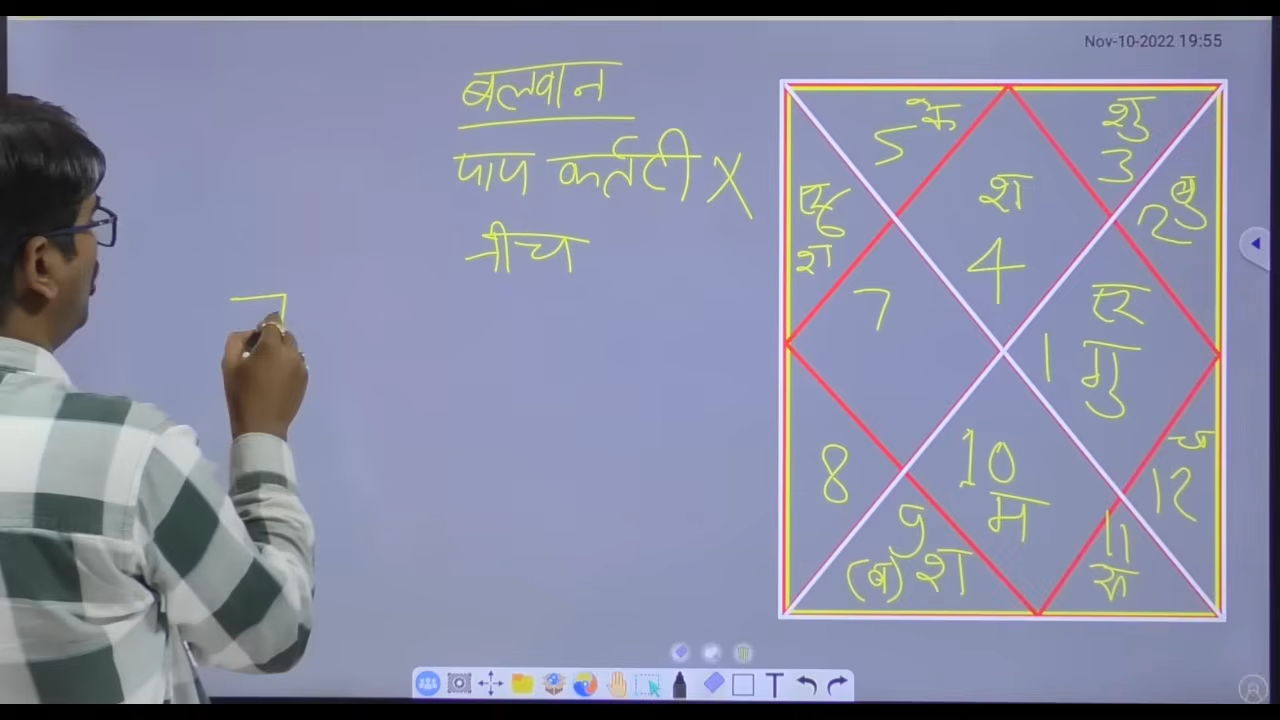 Nov-10-2022 19:55
बलवान
पाप कर्तरी X
नीच
5 के
शु
3
श
4
बु
2
6
श
7
1 गु
8
10
म
9
(ब) श
11
12
T